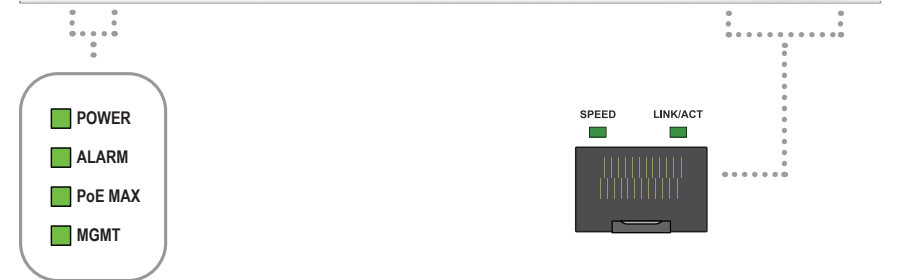 POWER
ALARM
PoE MAX
MGMT
SPEED LINK/ACT